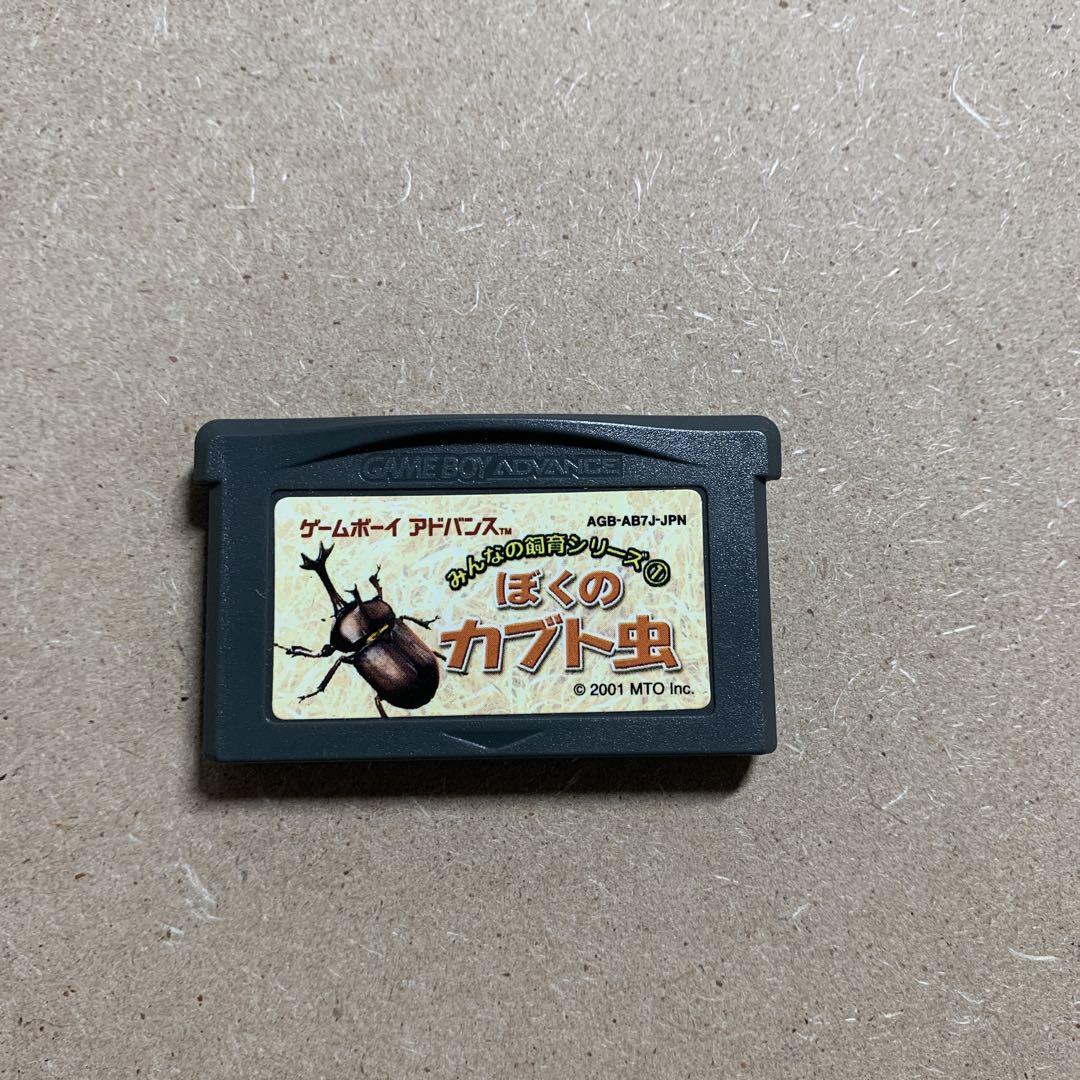 GAME BOY ADVANCE
ゲームボーイ アドバンス™
AGB-AB7J-JPN
みんなの飼育シリーズ①
ぼくの
カブト虫
© 2001 MTO Inc.